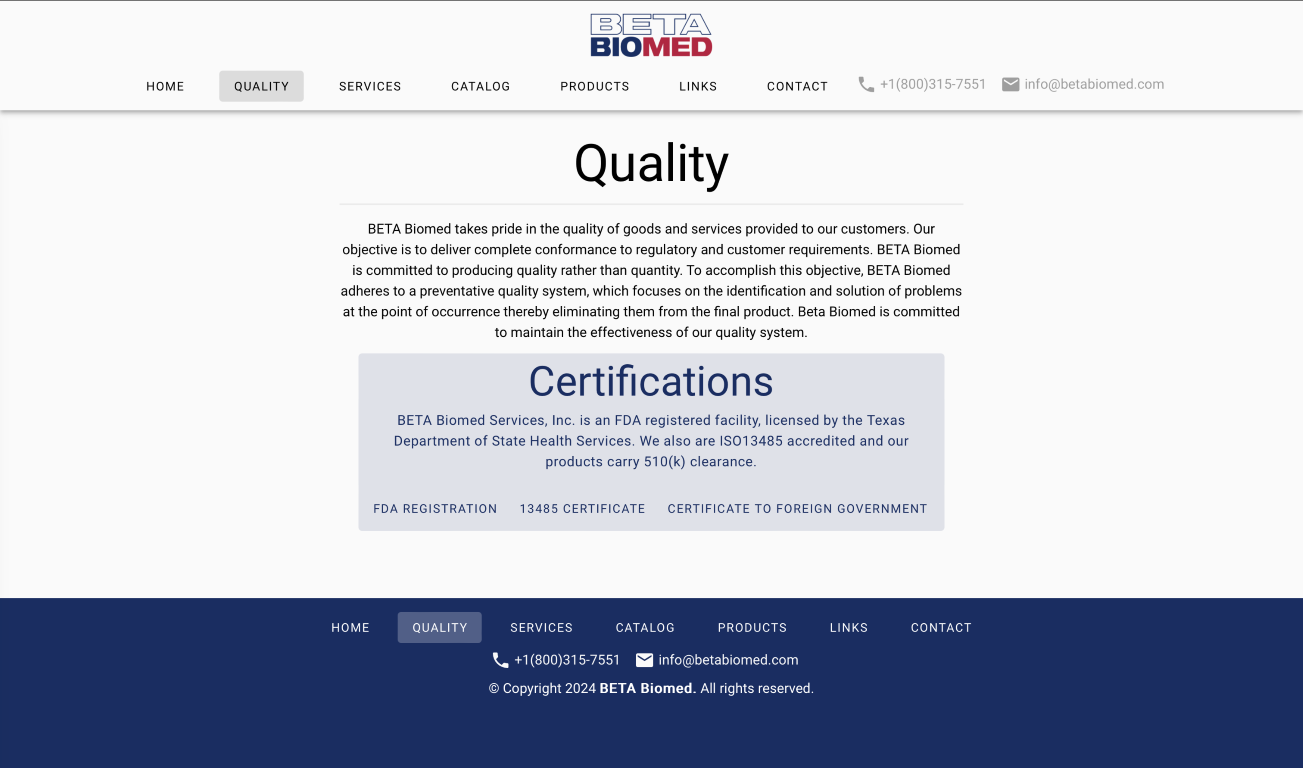 BETA
BIOMED
HOME QUALITY SERVICES CATALOG PRODUCTS LINKS CONTACT +1(800)315-7551 info@betabiomed.com
Quality
BETA Biomed takes pride in the quality of goods and services provided to our customers. Our
objective is to deliver complete conformance to regulatory and customer requirements. BETA Biomed
is committed to producing quality rather than quantity. To accomplish this objective, BETA Biomed
adheres to a preventative quality system, which focuses on the identification and solution of problems
at the point of occurrence thereby eliminating them from the final product. Beta Biomed is committed
to maintain the effectiveness of our quality system.
Certifications
BETA Biomed Services, Inc. is an FDA registered facility, licensed by the Texas
Department of State Health Services. We also are ISO13485 accredited and our
products carry 510(k) clearance.
FDA REGISTRATION 13485 CERTIFICATE CERTIFICATE TO FOREIGN GOVERNMENT
HOME QUALITY SERVICES CATALOG PRODUCTS LINKS CONTACT
+1(800)315-7551 info@betabiomed.com
© Copyright 2024 BETA Biomed. All rights reserved.